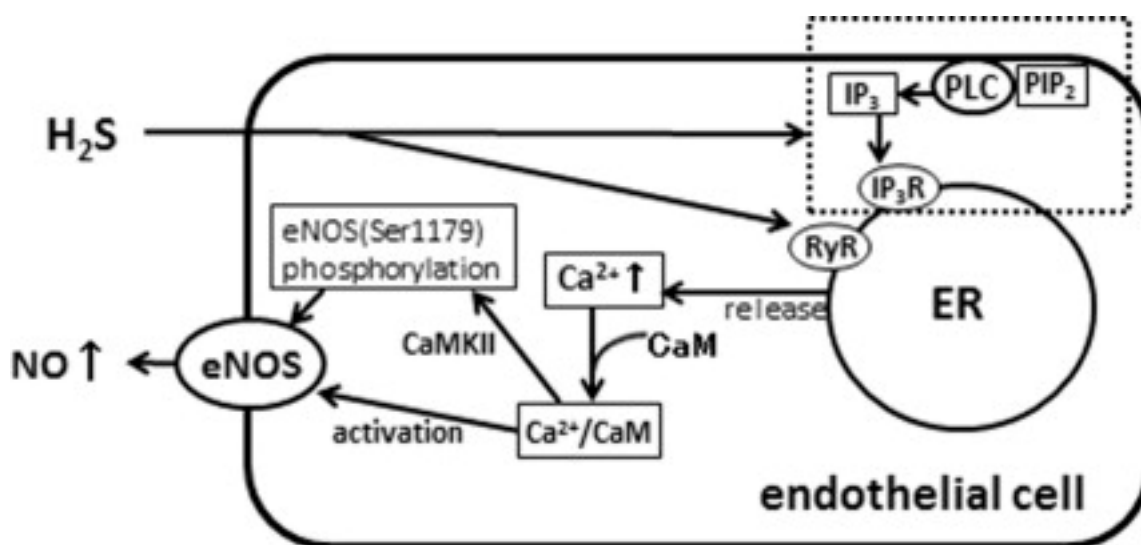 PLC
PIP₂
IP₃
H₂S
IP₃R
RyR
eNOS(Ser1179)
phosphorylation
Ca²⁺↑
release
ER
CaMKII
CaM
NO↑
eNOS
activation
Ca²⁺/CaM
endothelial cell